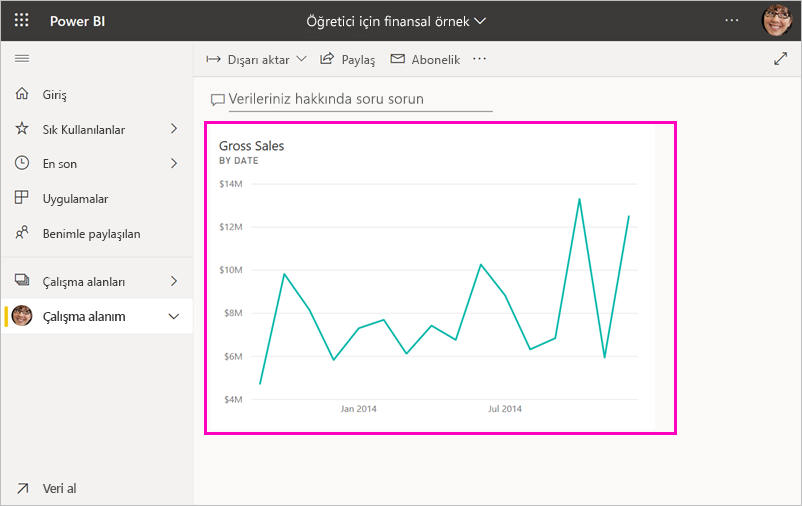 Power BI
Öğretici için finansal örnek
Dışarı aktar
Paylaş
Abonelik
Giriş
Sık Kullanılanlar
En son
Uygulamalar
Benimle paylaşılan
Çalışma alanları
Çalışma alanım
Veri al
Verileriniz hakkında soru sorun
Gross Sales
BY DATE
$14M
$12M
$10M
$8M
$6M
$4M
Jan 2014
Jul 2014